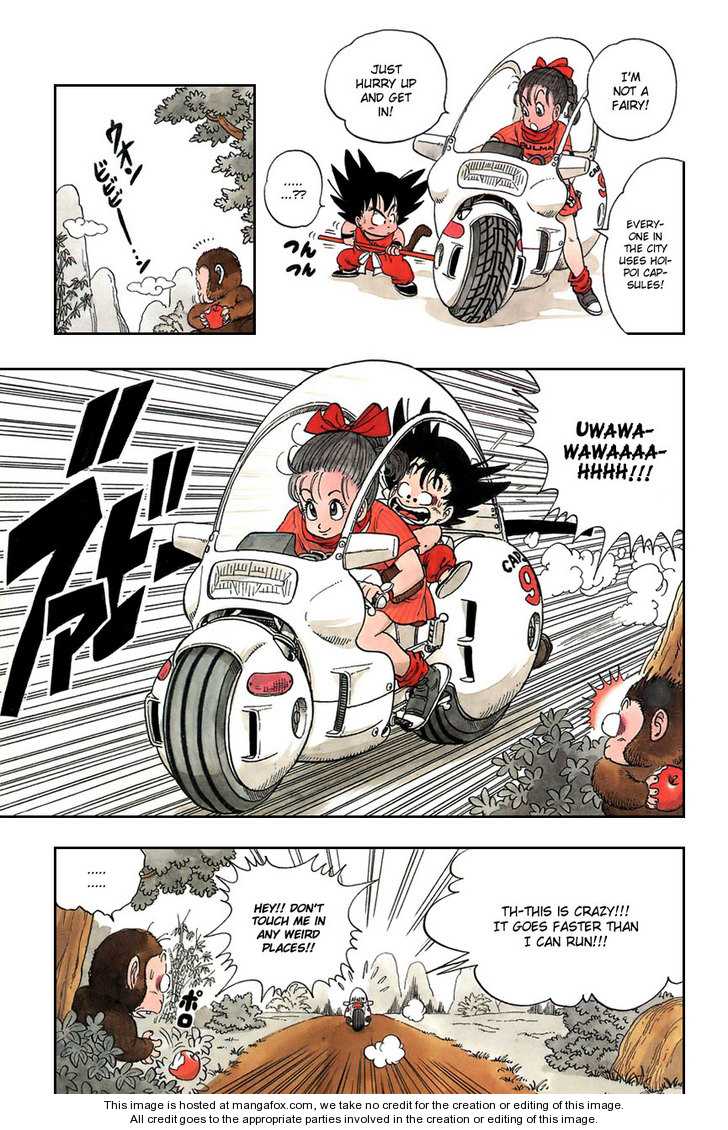 I'M
NOT A
FAIRY!
JUST
HURRY UP
AND GET
IN!
EVERY-
ONE IN
THE CITY
USES HOI-
POI CAP-
SULES!
......
...??
つん
つん
ウオン
ビビビー...ッ
UWAWA-
WAWAAAA-
HHHH!!!
ブァビュー
TH-THIS IS CRAZY!!!
IT GOES FASTER THAN
I CAN RUN!!!
HEY!! DON'T
TOUCH ME IN
ANY WEIRD
PLACES!!
.....
.....
ポロ
This image is hosted at mangafox.com, we take no credit for the creation or editing of this image.
All credit goes to the appropriate parties involved in the creation or editing of this image.